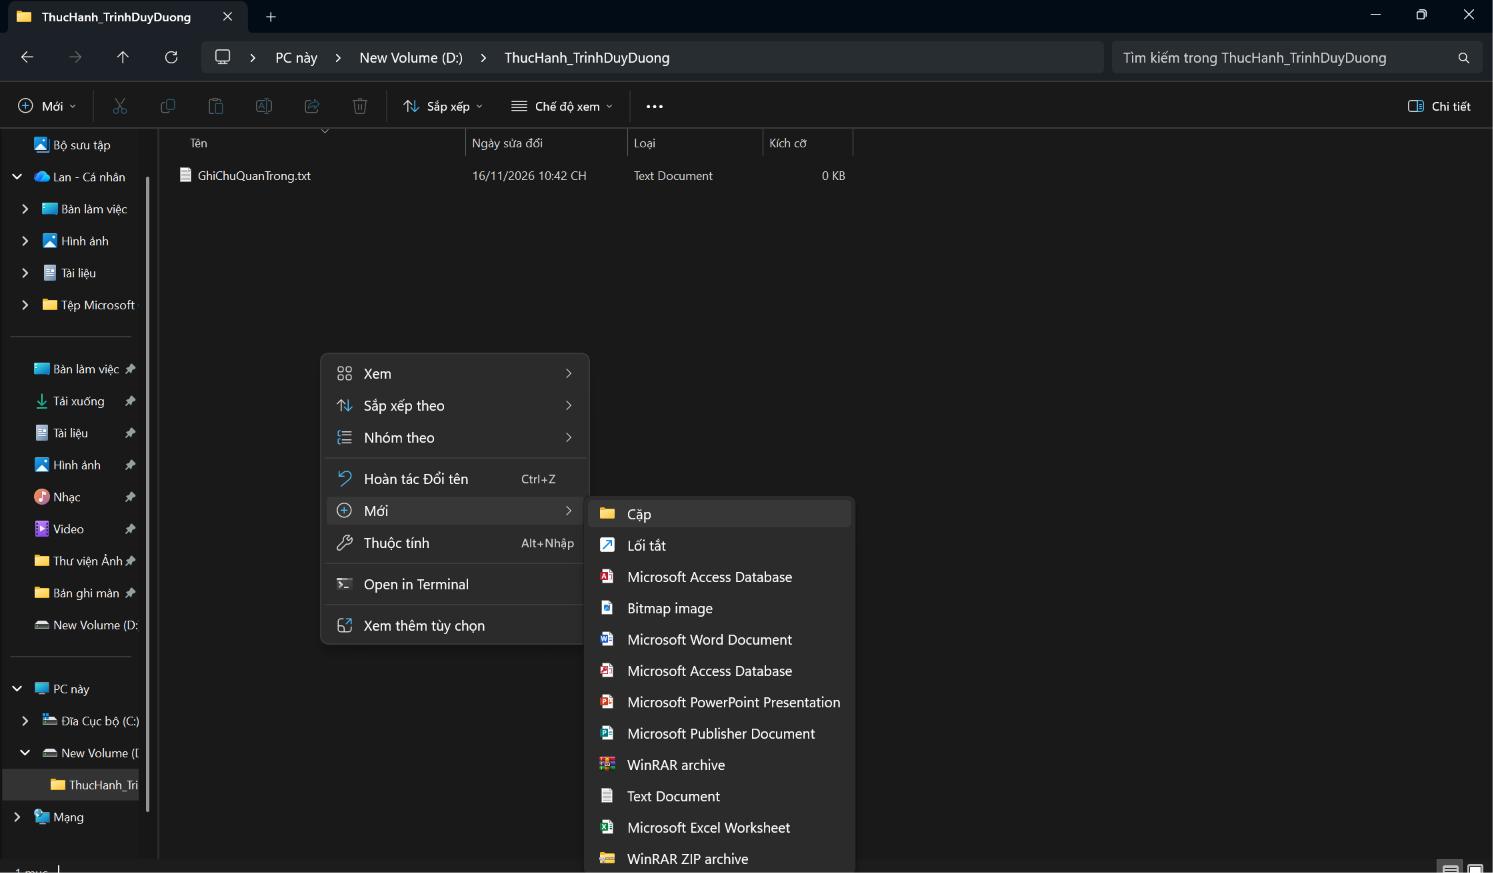 ThucHanh_TrinhDuyDuong
PC này
New Volume (D:)
ThucHanh_TrinhDuyDuong
Tìm kiếm trong ThucHanh_TrinhDuyDuong
Mới
Sắp xếp
Chế độ xem
Chi tiết
Tên
Ngày sửa đổi
Loại
Kích cỡ
GhiChuQuanTrong.txt
16/11/2026 10:42 CH
Text Document
0 KB
Bộ sưu tập
Lan - Cá nhân
Bàn làm việc
Hình ảnh
Tài liệu
Tệp Microsoft
Bàn làm việc
Tải xuống
Tài liệu
Hình ảnh
Nhạc
Video
Thư viện Ảnh
Bản ghi màn
New Volume (D:
PC này
Đĩa Cục bộ (C:)
New Volume (D
ThucHanh_Tri
Mạng
1 mục
Xem
Sắp xếp theo
Nhóm theo
Hoàn tác Đổi tên Ctrl+Z
Mới
Thuộc tính Alt+Nhập
Open in Terminal
Xem thêm tùy chọn
Cặp
Lối tắt
Microsoft Access Database
Bitmap image
Microsoft Word Document
Microsoft Access Database
Microsoft PowerPoint Presentation
Microsoft Publisher Document
WinRAR archive
Text Document
Microsoft Excel Worksheet
WinRAR ZIP archive